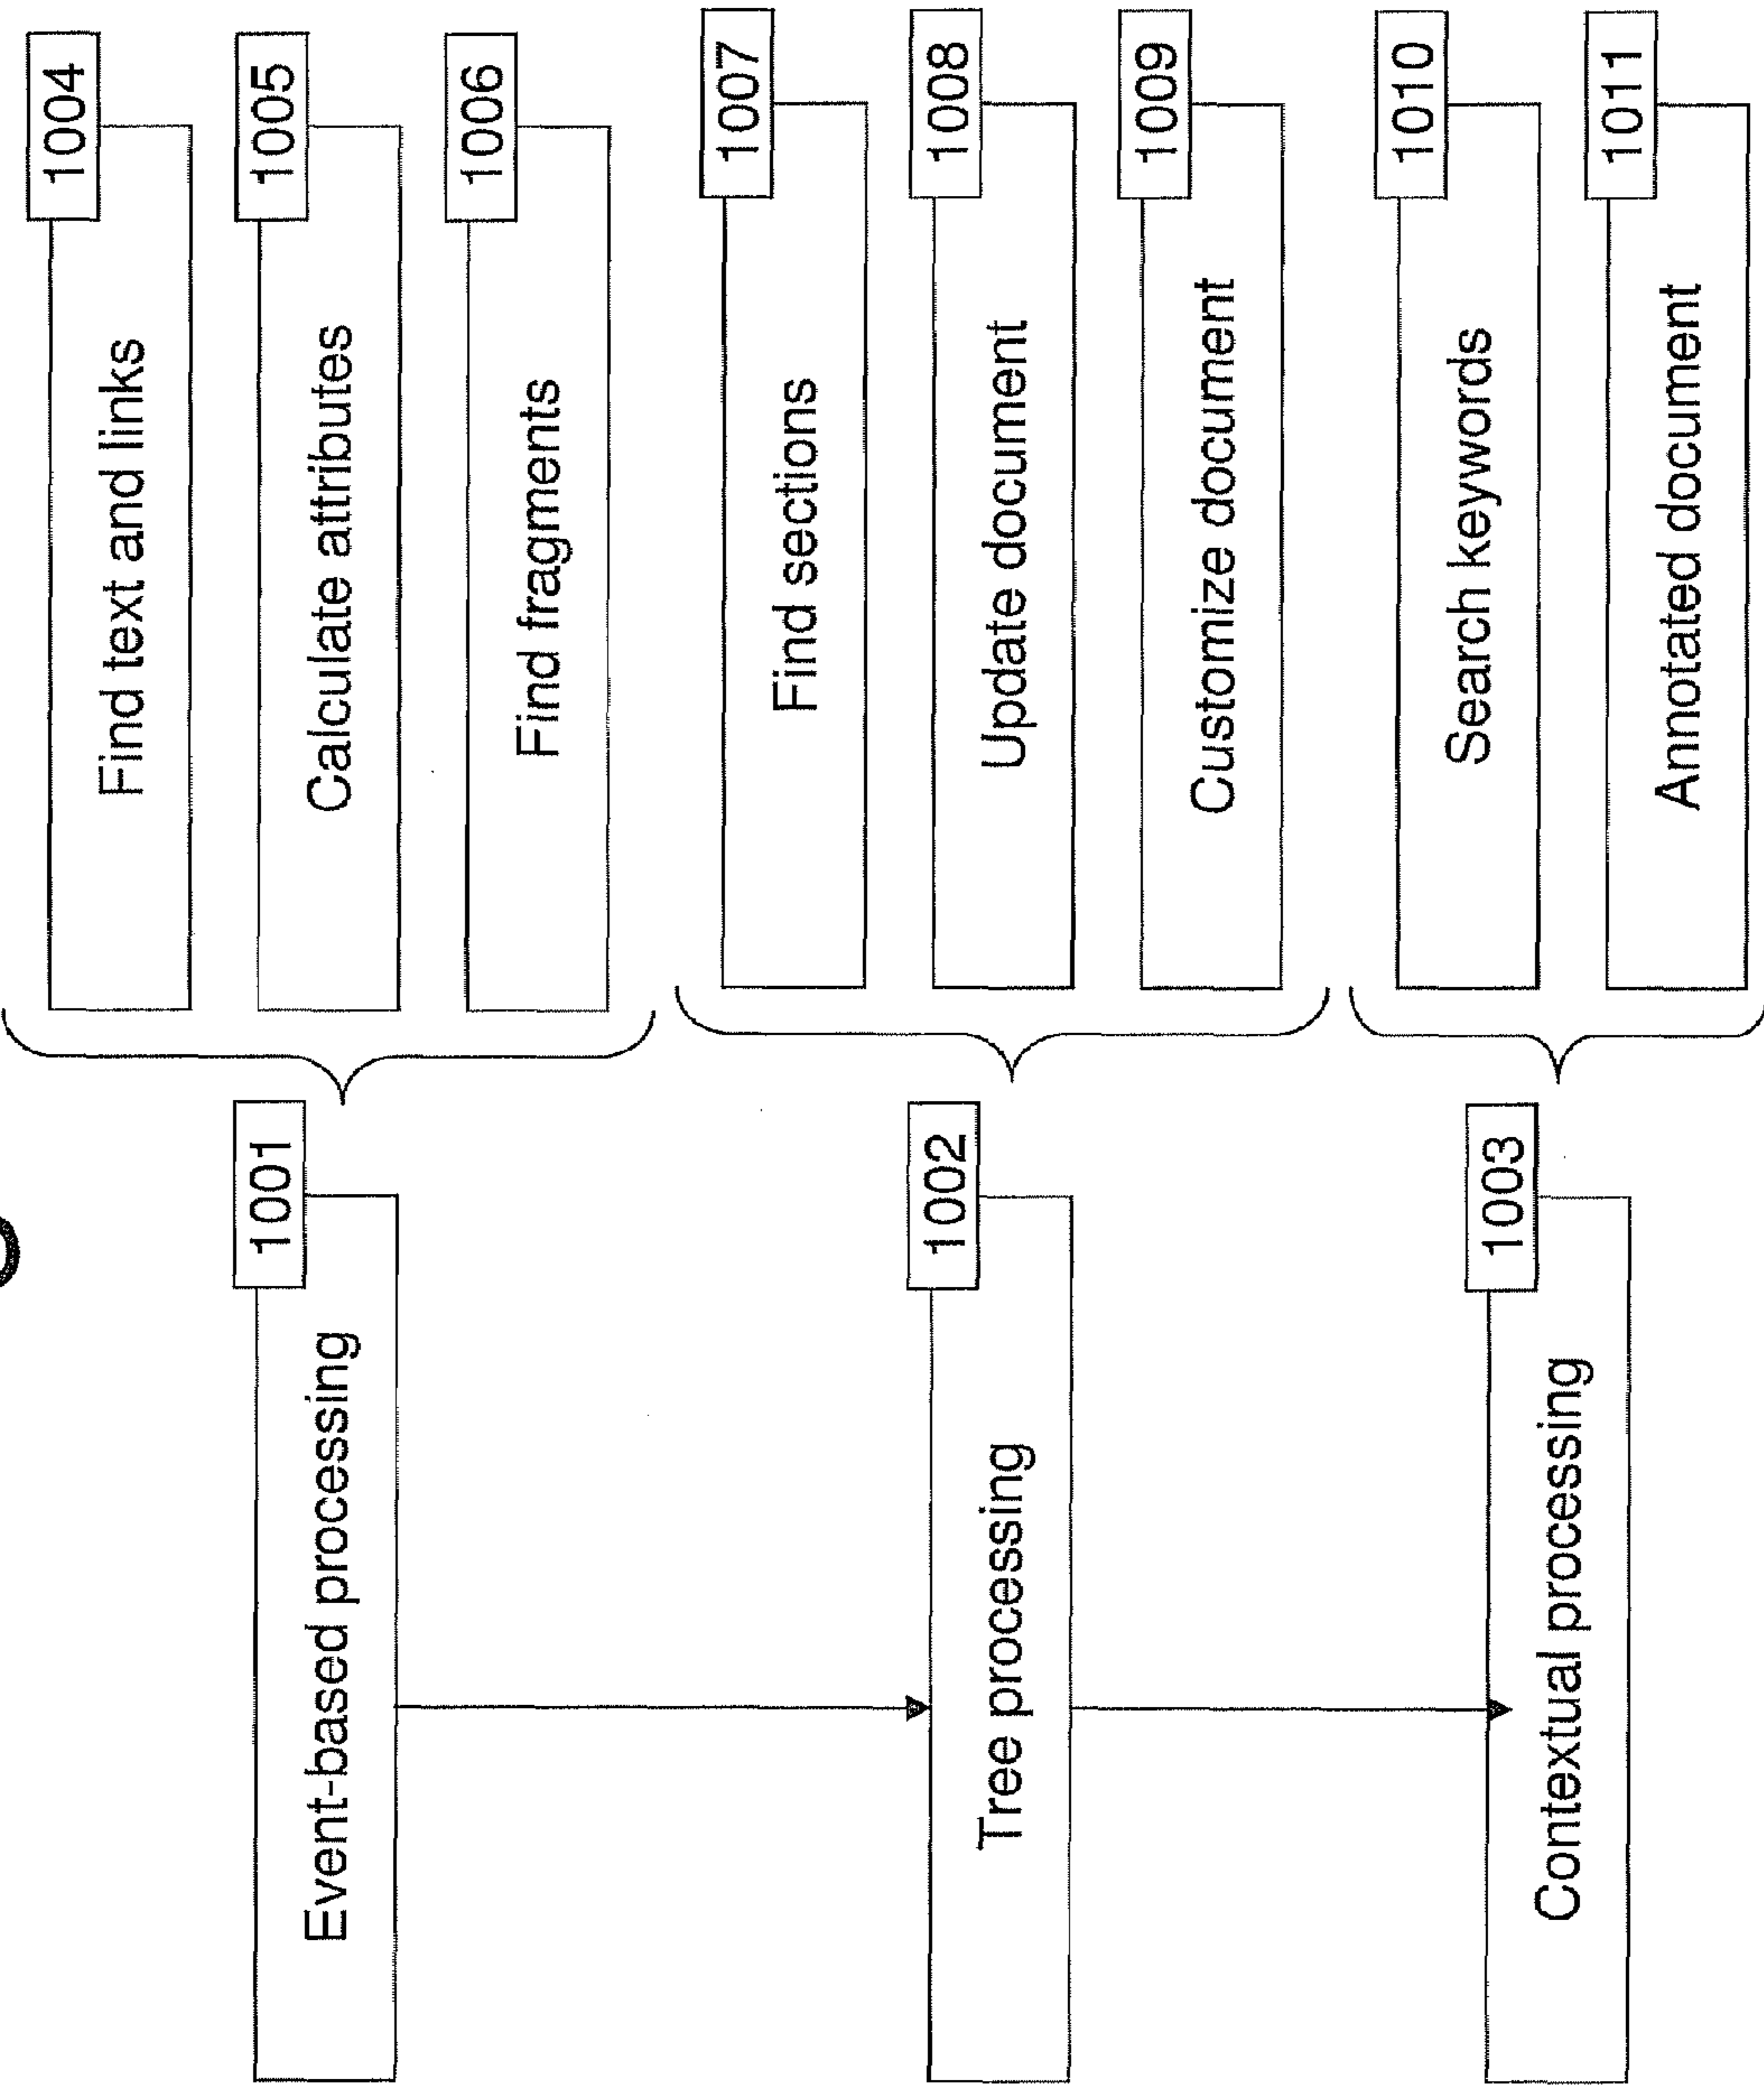 1001
Event-based processing
1004
Find text and links
1005
Calculate attributes
1006
Find fragments
1002
Tree processing
1007
Find sections
1008
Update document
1009
Customize document
1003
Contextual processing
1010
Search keywords
1011
Annotated document